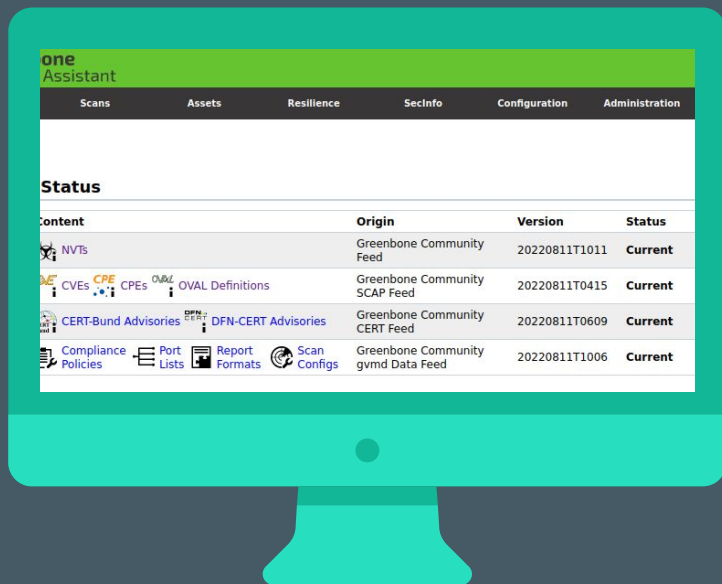 one
Assistant
Scans Assets Resilience SecInfo Configuration Administration
Status
Content Origin Version Status
NVTs Greenbone Community Feed 20220811T1011 Current
CVEs CPE CPEs OVAL OVAL Definitions Greenbone Community SCAP Feed 20220811T0415 Current
CERT-Bund Advisories DFN-CERT DFN-CERT Advisories Greenbone Community CERT Feed 20220811T0609 Current
Compliance Policies Port Lists Report Formats Scan Configs Greenbone Community gvmd Data Feed 20220811T1006 Current